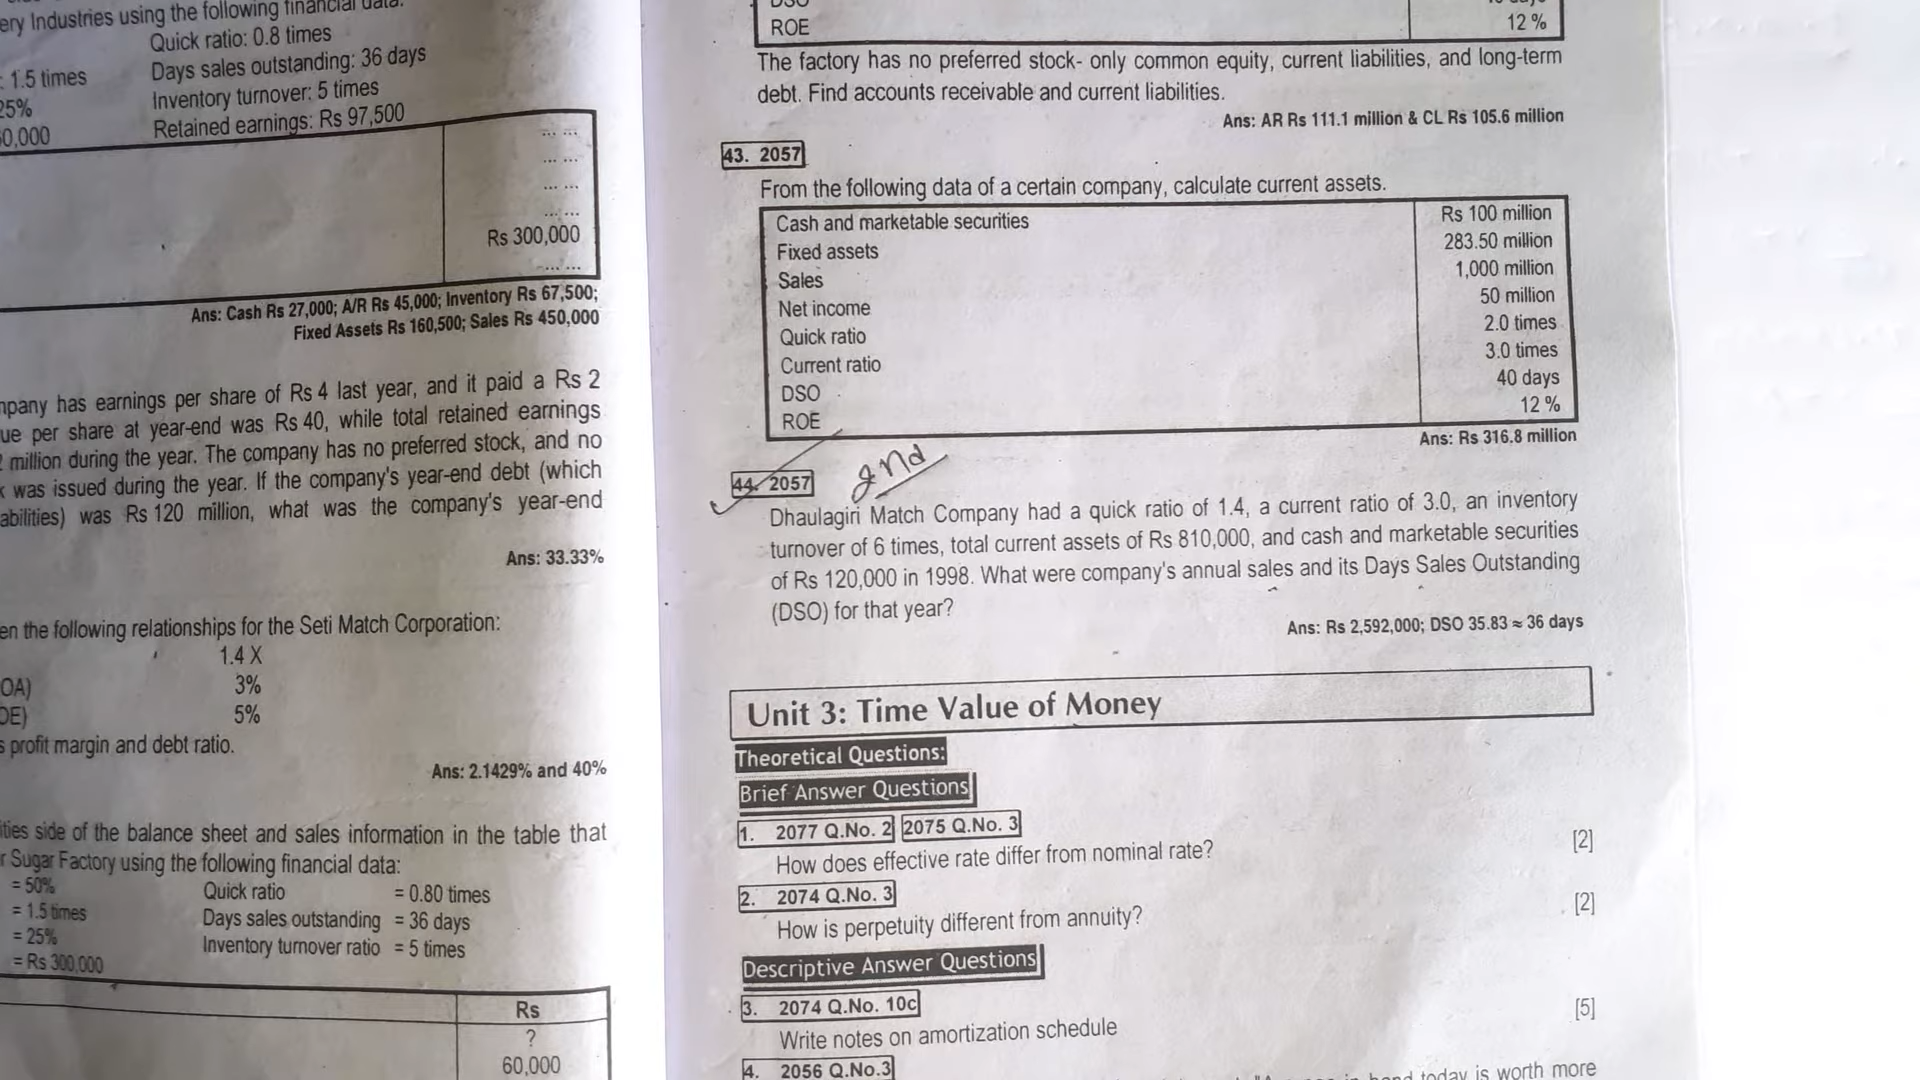 ery Industries using the following financial data.
Quick ratio: 0.8 times
: 1.5 times Days sales outstanding: 36 days
25% Inventory turnover: 5 times
0,000 Retained earnings: Rs 97,500
... ...
... ...
... ...
... ...
Rs 300,000
... ...
Ans: Cash Rs 27,000; A/R Rs 45,000; Inventory Rs 67,500;
Fixed Assets Rs 160,500; Sales Rs 450,000
mpany has earnings per share of Rs 4 last year, and it paid a Rs 2
ue per share at year-end was Rs 40, while total retained earnings
2 million during the year. The company has no preferred stock, and no
k was issued during the year. If the company's year-end debt (which
abilities) was Rs 120 million, what was the company's year-end
Ans: 33.33%
en the following relationships for the Seti Match Corporation:
1.4 X
OA) 3%
OE) 5%
s profit margin and debt ratio.
Ans: 2.1429% and 40%
ities side of the balance sheet and sales information in the table that
r Sugar Factory using the following financial data:
= 50% Quick ratio = 0.80 times
= 1.5 times Days sales outstanding = 36 days
= 25% Inventory turnover ratio = 5 times
= Rs 300,000
Rs
?
60,000
DSO
ROE 12 %
The factory has no preferred stock- only common equity, current liabilities, and long-term
debt. Find accounts receivable and current liabilities.
Ans: AR Rs 111.1 million & CL Rs 105.6 million
43. 2057
From the following data of a certain company, calculate current assets.
Cash and marketable securities Rs 100 million
Fixed assets 283.50 million
Sales 1,000 million
Net income 50 million
Quick ratio 2.0 times
Current ratio 3.0 times
DSO 40 days
ROE 12 %
Ans: Rs 316.8 million
44. 2057 2nd
Dhaulagiri Match Company had a quick ratio of 1.4, a current ratio of 3.0, an inventory
turnover of 6 times, total current assets of Rs 810,000, and cash and marketable securities
of Rs 120,000 in 1998. What were company's annual sales and its Days Sales Outstanding
(DSO) for that year?
Ans: Rs 2,592,000; DSO 35.83 ≈ 36 days
Unit 3: Time Value of Money
Theoretical Questions:
Brief Answer Questions
1. 2077 Q.No. 2 2075 Q.No. 3
How does effective rate differ from nominal rate? [2]
2. 2074 Q.No. 3
How is perpetuity different from annuity? [2]
Descriptive Answer Questions
3. 2074 Q.No. 10c
Write notes on amortization schedule [5]
4. 2056 Q.No.3
today is worth more